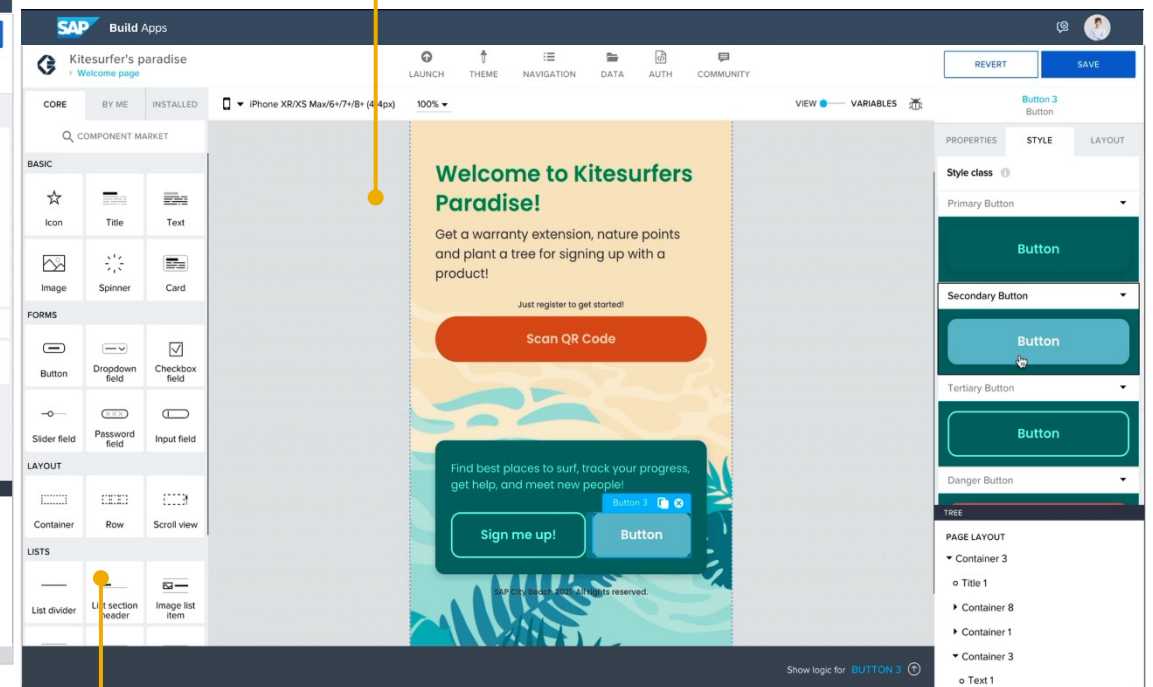 SAP Build Apps
Kitesurfer's paradise
Welcome page
LAUNCH THEME NAVIGATION DATA AUTH COMMUNITY
REVERT SAVE
CORE BY ME INSTALLED
iPhone XR/XS Max/6+/7+/8+ 100%
VIEW VARIABLES
COMPONENT MARKET
BASIC
Icon Title Text
Image Spinner Card
FORMS
Button Dropdown field Checkbox field
Slider field Password field Input field
LAYOUT
Container Row Scroll view
LISTS
List divider List section header Image list item
Welcome to Kitesurfers
Paradise!
Get a warranty extension, nature points
and plant a tree for signing up with a
product!
Just register to get started!
Scan QR Code
Find best places to surf, track your progress,
get help, and meet new people!
Button 3
Sign me up! Button
SAP City Beach 2021. All rights reserved.
Show logic for BUTTON 3
Button 3
Button
PROPERTIES STYLE LAYOUT
Style class
Primary Button
Button
Secondary Button
Button
Tertiary Button
Button
Danger Button
TREE
PAGE LAYOUT
Container 3
Title 1
Container 8
Container 1
Container 3
Text 1